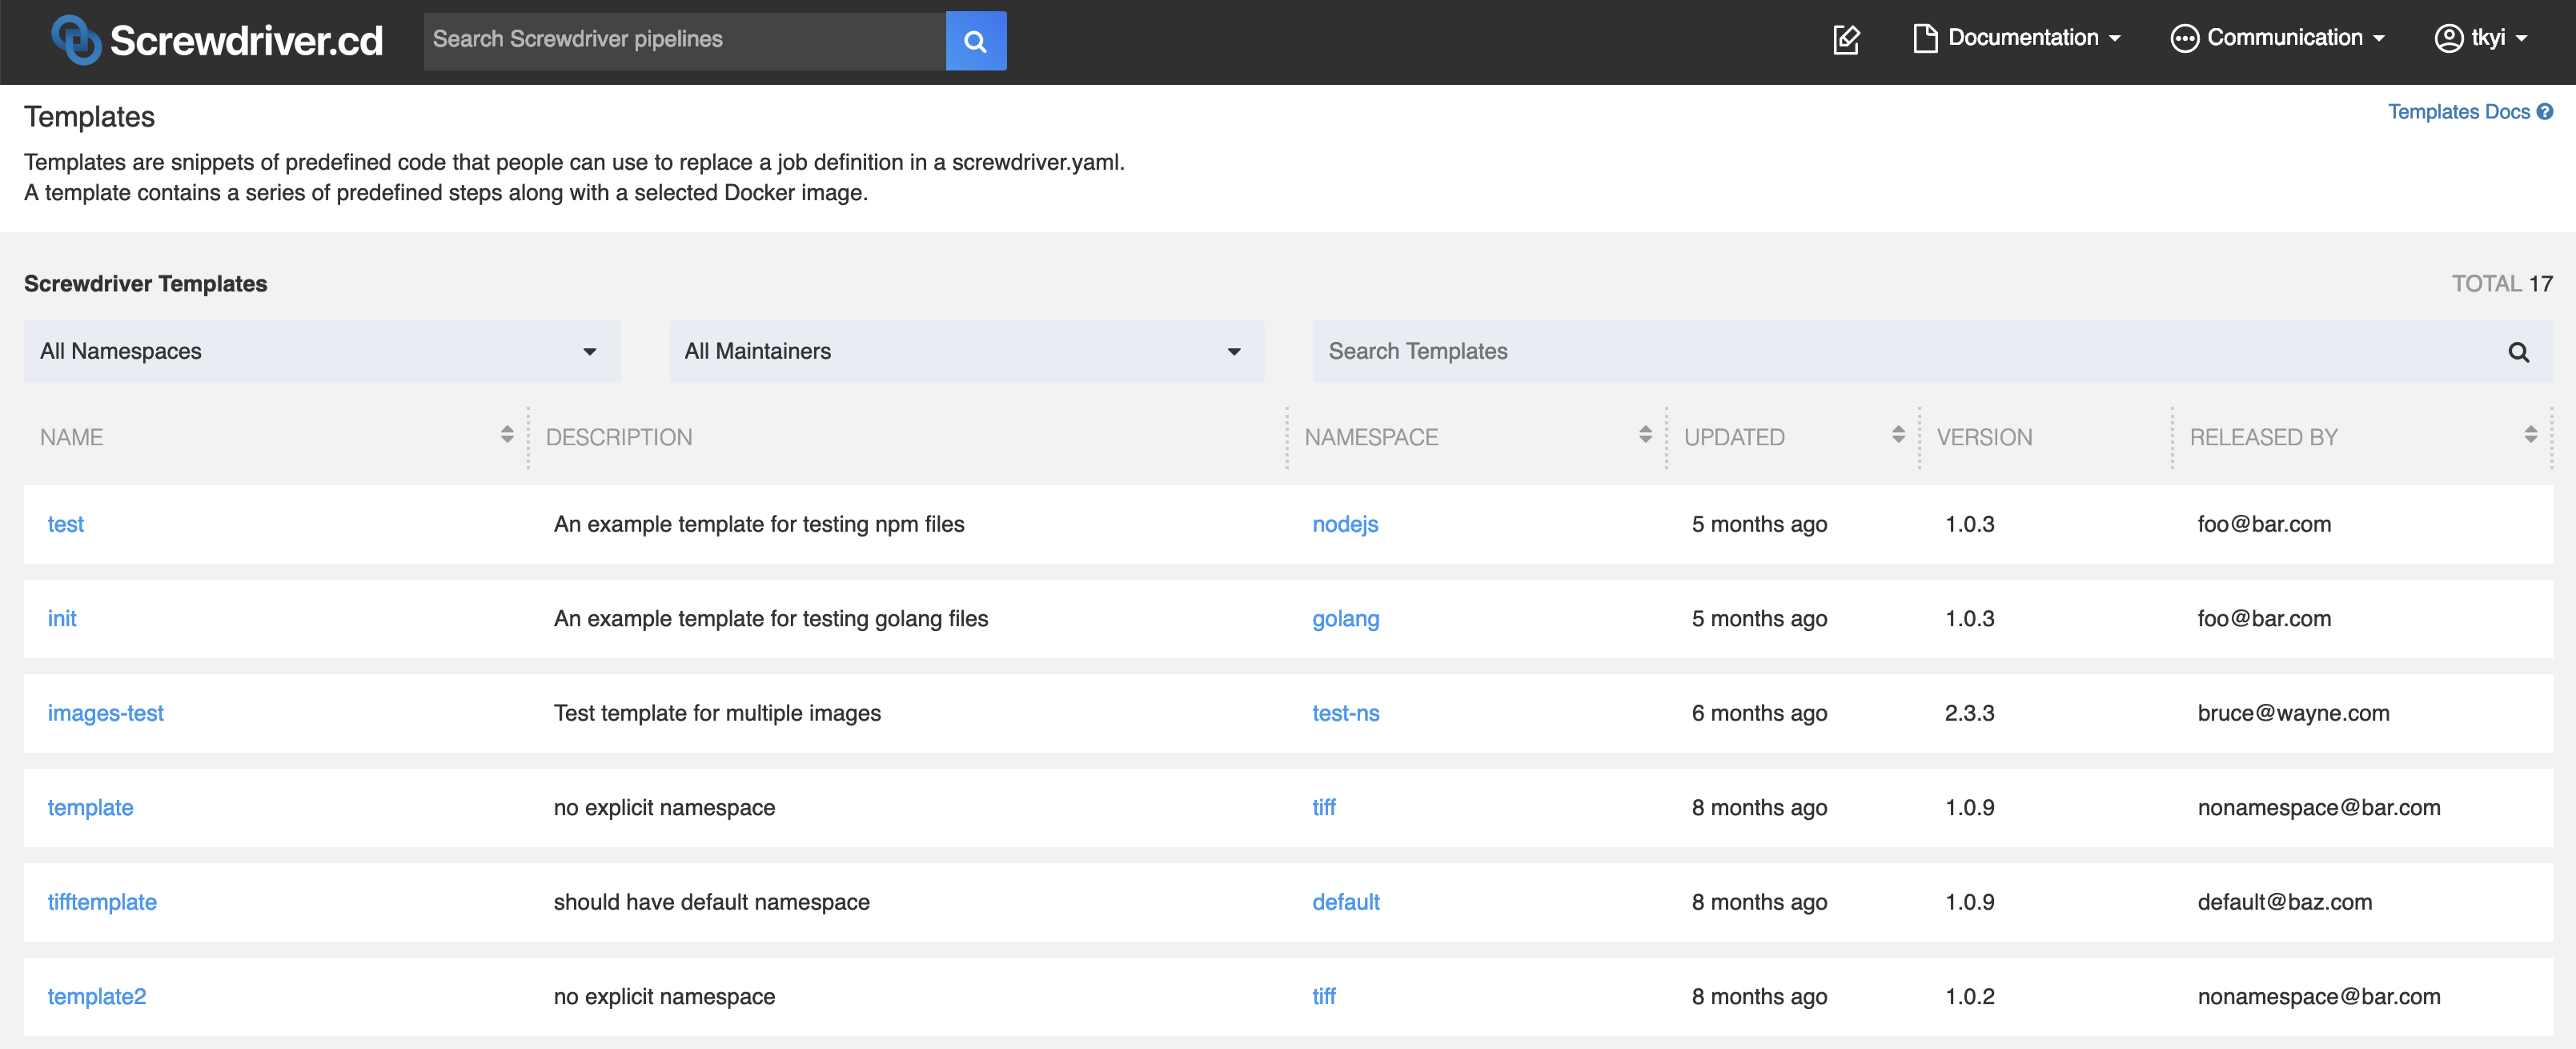 Screwdriver.cd Search Screwdriver pipelines Documentation Communication tkyi
Templates Templates Docs
Templates are snippets of predefined code that people can use to replace a job definition in a screwdriver.yaml.
A template contains a series of predefined steps along with a selected Docker image.
Screwdriver Templates TOTAL 17
All Namespaces All Maintainers Search Templates
NAME DESCRIPTION NAMESPACE UPDATED VERSION RELEASED BY
test An example template for testing npm files nodejs 5 months ago 1.0.3 foo@bar.com
init An example template for testing golang files golang 5 months ago 1.0.3 foo@bar.com
images-test Test template for multiple images test-ns 6 months ago 2.3.3 bruce@wayne.com
template no explicit namespace tiff 8 months ago 1.0.9 nonamespace@bar.com
tifftemplate should have default namespace default 8 months ago 1.0.9 default@baz.com
template2 no explicit namespace tiff 8 months ago 1.0.2 nonamespace@bar.com